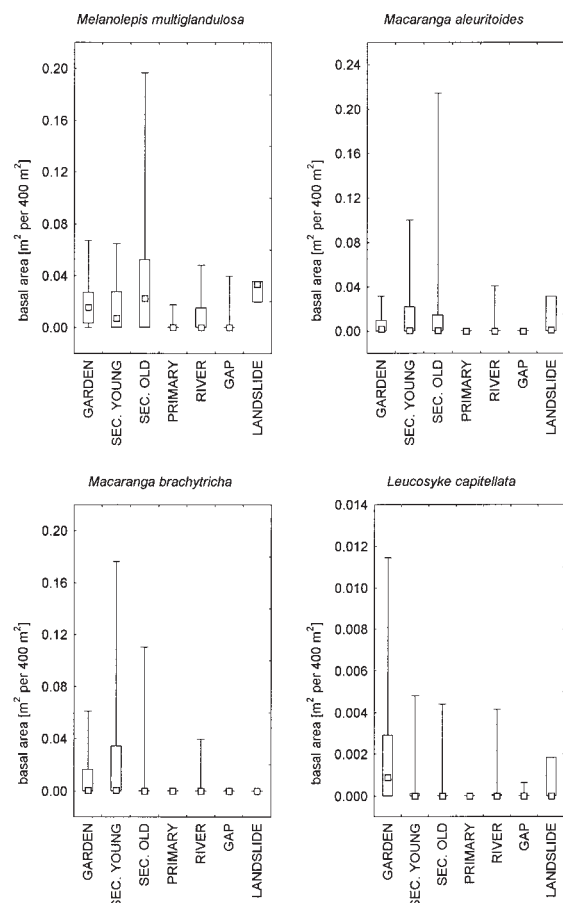 Melanolepis multiglandulosa
basal area [m² per 400 m²]
0.20
0.16
0.12
0.08
0.04
0.00
GARDEN
SEC. YOUNG
SEC. OLD
PRIMARY
RIVER
GAP
LANDSLIDE
Macaranga aleuritoides
basal area [m² per 400 m²]
0.24
0.20
0.16
0.12
0.08
0.04
0.00
GARDEN
SEC. YOUNG
SEC. OLD
PRIMARY
RIVER
GAP
LANDSLIDE
Macaranga brachytricha
basal area [m² per 400 m²]
0.20
0.16
0.12
0.08
0.04
0.00
GARDEN
SEC. YOUNG
SEC. OLD
PRIMARY
RIVER
GAP
LANDSLIDE
Leucosyke capitellata
basal area [m² per 400 m²]
0.014
0.012
0.010
0.008
0.006
0.004
0.002
0.000
GARDEN
SEC. YOUNG
SEC. OLD
PRIMARY
RIVER
GAP
LANDSLIDE